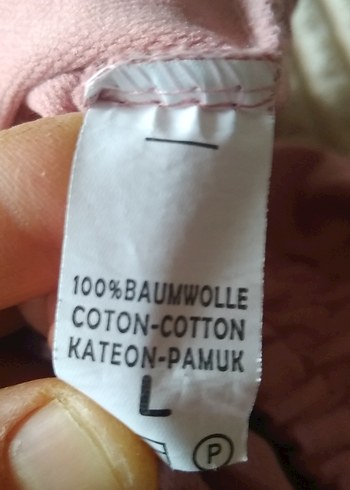 100%BAUMWOLLE
COTON-COTTON
KATEON-PAMUK
L
P